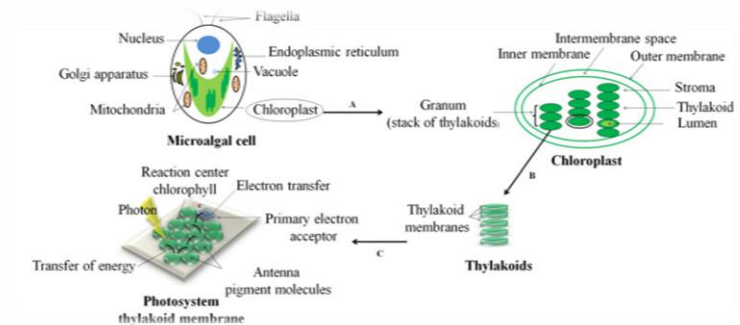 Flagella
Nucleus
Endoplasmic reticulum
Golgi apparatus
Vacuole
Mitochondria
Chloroplast
A
Microalgal cell
Intermembrane space
Inner membrane
Outer membrane
Stroma
Granum
(stack of thylakoids)
Thylakoid
Lumen
Chloroplast
B
Reaction center
chlorophyll
Electron transfer
Photon
Primary electron
acceptor
C
Thylakoid
membranes
Thylakoids
Transfer of energy
Antenna
pigment molecules
Photosystem
thylakoid membrane